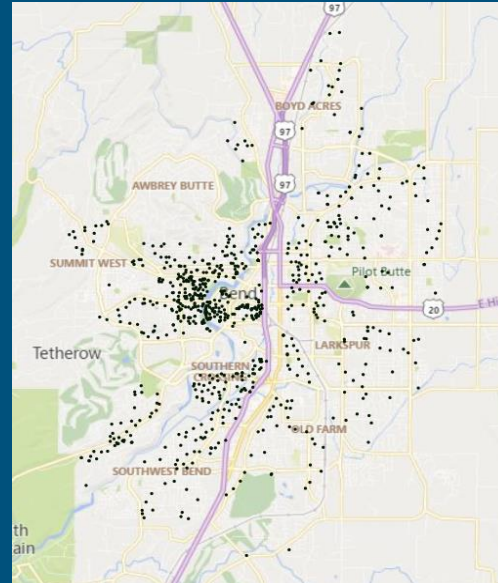 97
BOYD ACRES
97
97
AWBREY BUTTE
SUMMIT WEST
Pilot Butte
Bend
20
E Hi
Tetherow
LARKSPUR
SOUTHERN
OLD FARM
SOUTHWEST BEND
th
ain